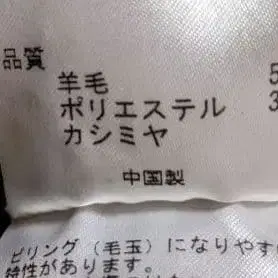 品質
羊毛 5
ポリエステル 3
カシミヤ
中国製
ピリング（毛玉）になりやす
特性があります。